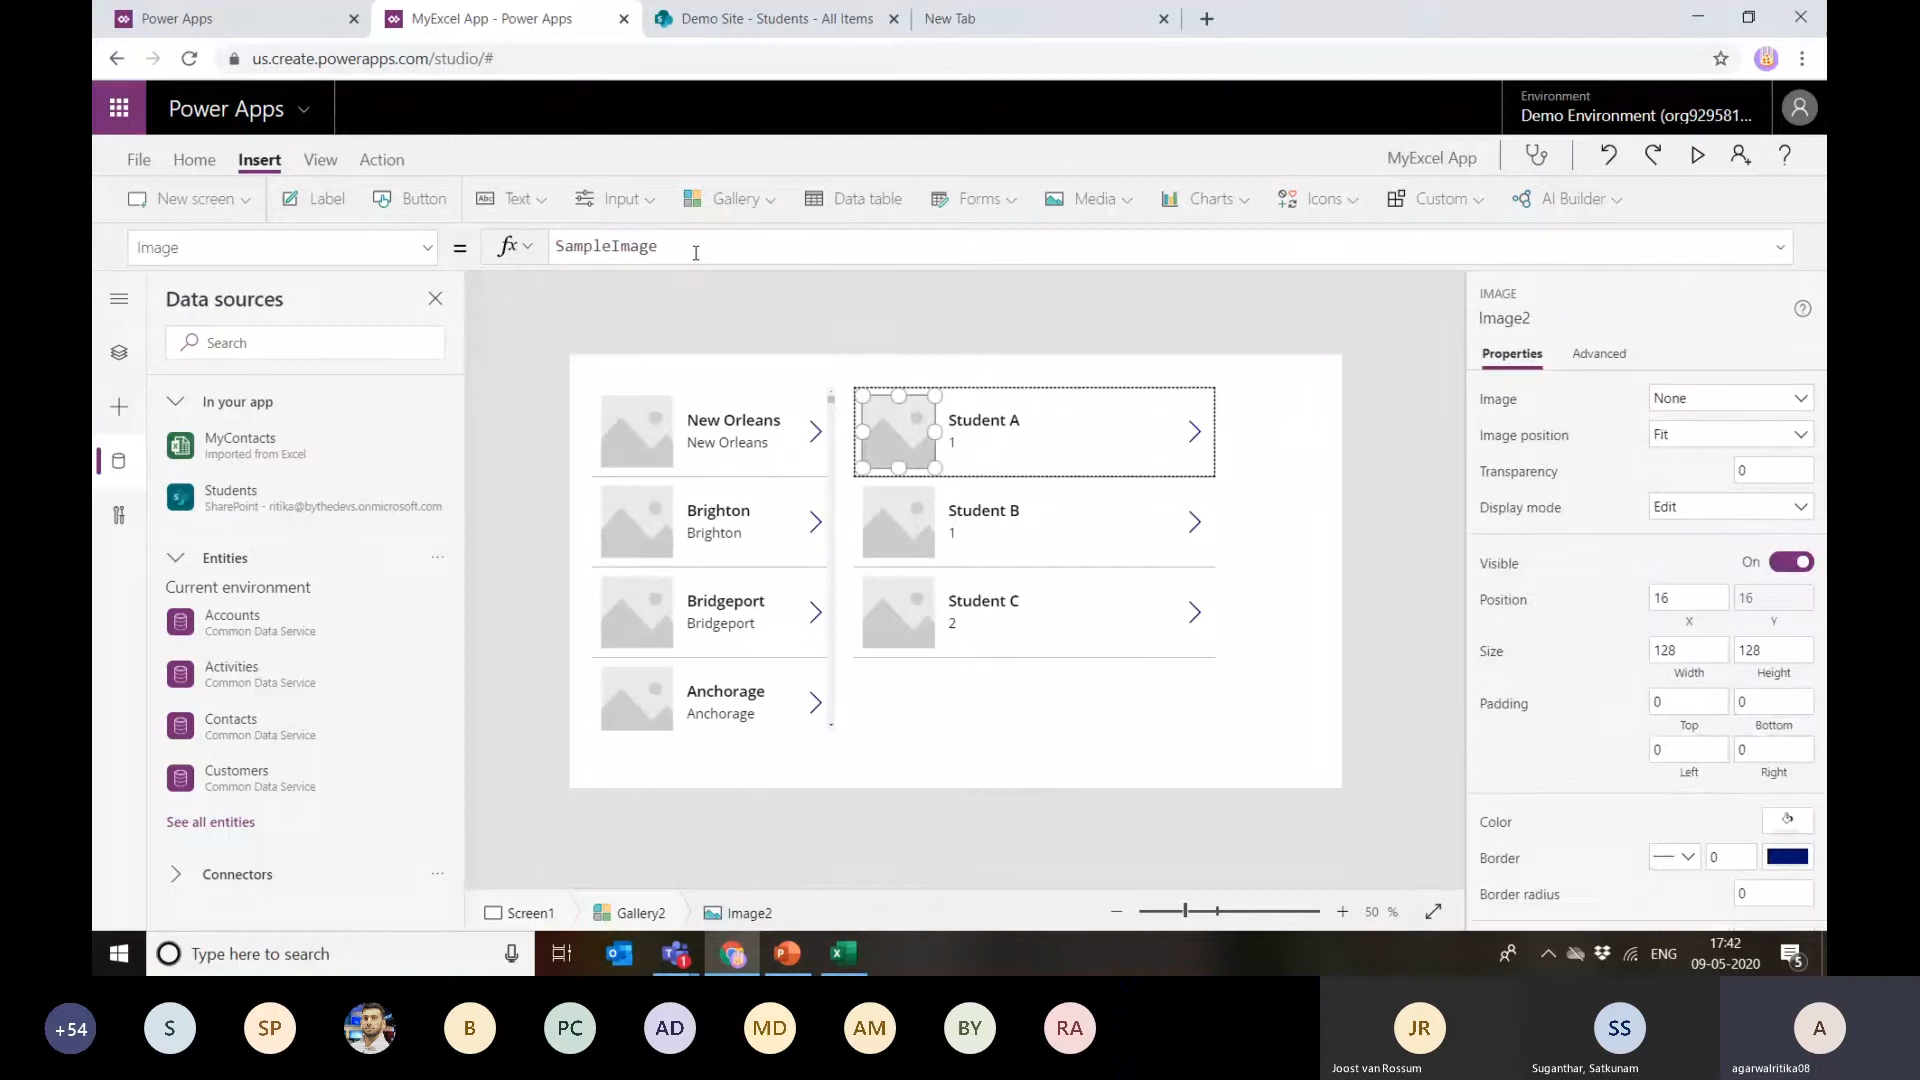 Power Apps
MyExcel App - Power Apps
Demo Site - Students - All Items
New Tab
us.create.powerapps.com/studio/#
Power Apps
Environment
Demo Environment (org929581...
File
Home
Insert
View
Action
MyExcel App
New screen
Label
Button
Abc
Text
Input
Gallery
Data table
Forms
Media
Charts
Icons
Custom
AI Builder
Image
=
fx
SampleImage
Data sources
Search
In your app
MyContacts
Imported from Excel
Students
SharePoint - ritika@bythedevs.onmicrosoft.com
Entities
Current environment
Accounts
Common Data Service
Activities
Common Data Service
Contacts
Common Data Service
Customers
Common Data Service
See all entities
Connectors
New Orleans
New Orleans
Brighton
Brighton
Bridgeport
Bridgeport
Anchorage
Anchorage
Student A
1
Student B
1
Student C
2
Screen1
Gallery2
Image2
50 %
IMAGE
Image2
Properties
Advanced
Image
None
Image position
Fit
Transparency
0
Display mode
Edit
Visible
On
Position
16
16
X
Y
Size
128
128
Width
Height
Padding
0
0
Top
Bottom
0
0
Left
Right
Color
Border
0
Border radius
0
Type here to search
ENG
17:42
09-05-2020
5
+54
S
SP
B
PC
AD
MD
AM
BY
RA
JR
Joost van Rossum
SS
Suganthar, Satkunam
A
agarwalritika08